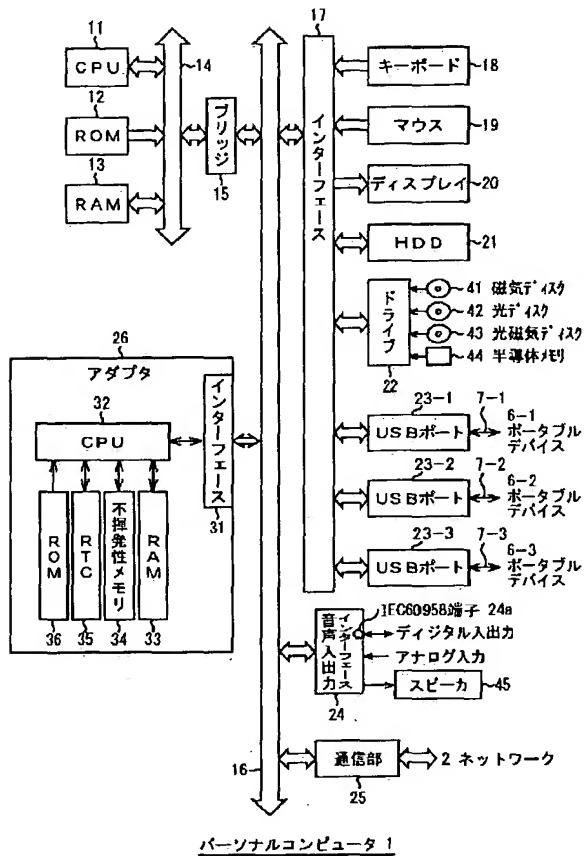 11
CPU
12
ROM
13
RAM
14
ブリッジ
15
17
インターフェース
キーボード
18
マウス
19
ディスプレイ
20
HDD
21
ドライブ
22
41 磁気ディスク
42 光ディスク
43 光磁気ディスク
44 半導体メモリ
23-1
USBポート
7-1
6-1
ポータブル
デバイス
23-2
USBポート
7-2
6-2
ポータブル
デバイス
23-3
USBポート
7-3
6-3
ポータブル
デバイス
26
アダプタ
32
CPU
インターフェース
31
ROM
36
RTC
35
不揮発性メモリ
34
RAM
33
IEC60958端子 24a
音声入出力
インターフェース
24
ディジタル入出力
アナログ入力
スピーカ
45
16
通信部
25
2 ネットワーク
パーソナルコンピュータ 1